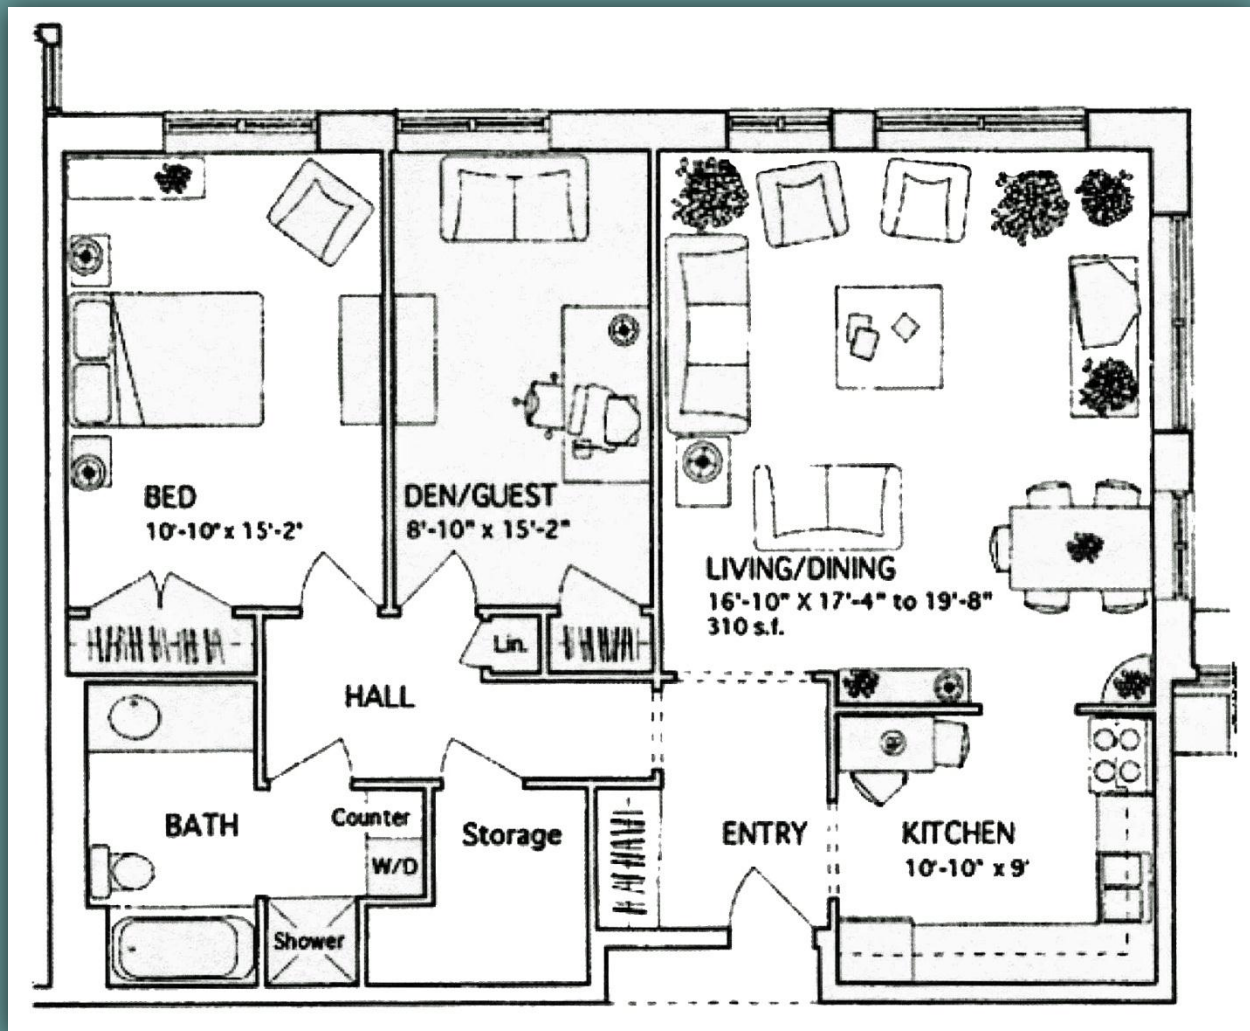 BED
10'-10" x 15'-2"
DEN/GUEST
8'-10" x 15'-2"
LIVING/DINING
16'-10" X 17'-4" to 19'-8"
310 s.f.
Lin.
HALL
BATH
Counter
W/D
Storage
ENTRY
KITCHEN
10'-10" x 9'
Shower